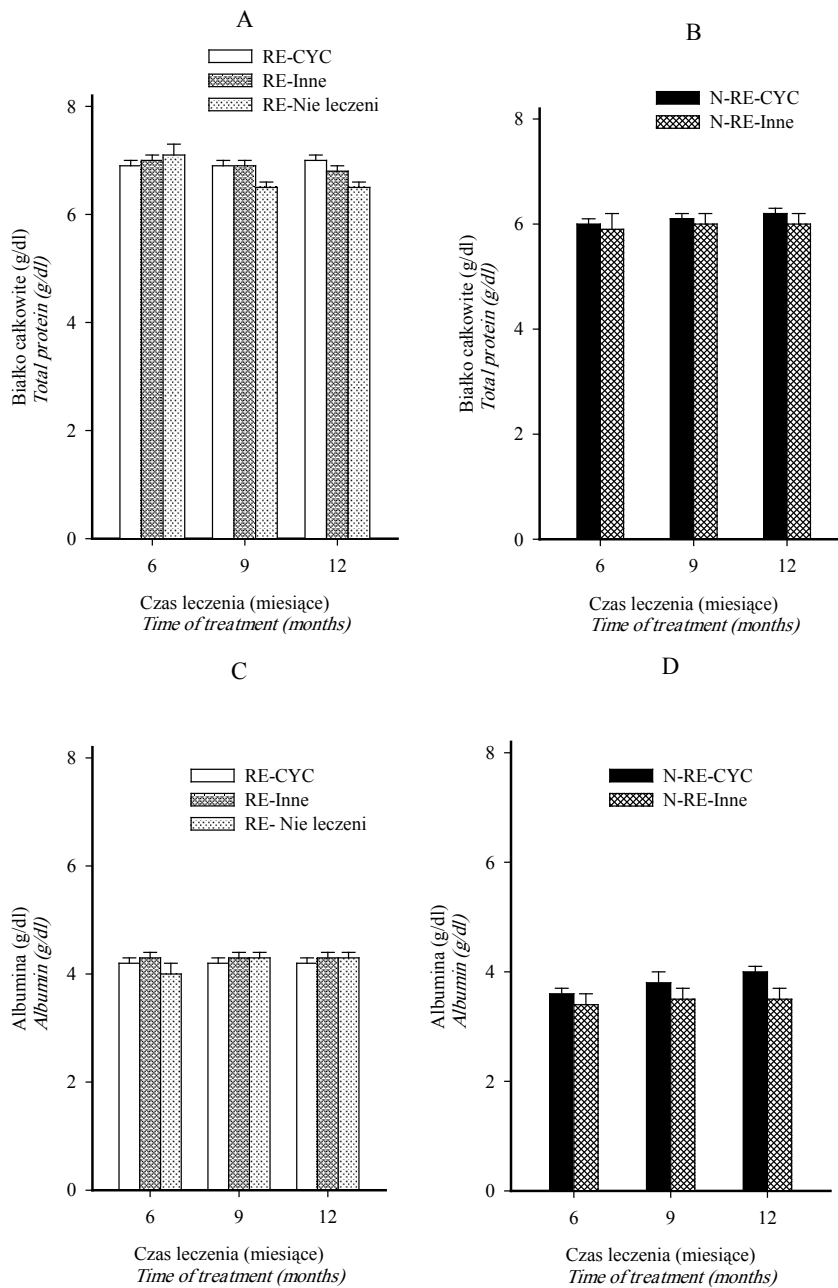 A
RE-CYC
RE-Inne
RE-Nie leczeni
8
6
4
2
0
Białko całkowite (g/dl)
Total protein (g/dl)
6 9 12
Czas leczenia (miesiące)
Time of treatment (months)
B
N-RE-CYC
N-RE-Inne
8
6
4
2
0
Białko całkowite (g/dl)
Total protein (g/dl)
6 9 12
Czas leczenia (miesiące)
Time of treatment (months)
C
RE-CYC
RE-Inne
RE- Nie leczeni
8
6
4
2
0
Albumina (g/dl)
Albumin (g/dl)
6 9 12
Czas leczenia (miesiące)
Time of treatment (months)
D
N-RE-CYC
N-RE-Inne
8
6
4
2
0
Albumina (g/dl)
Albumin (g/dl)
6 9 12
Czas leczenia (miesiące)
Time of treatment (months)